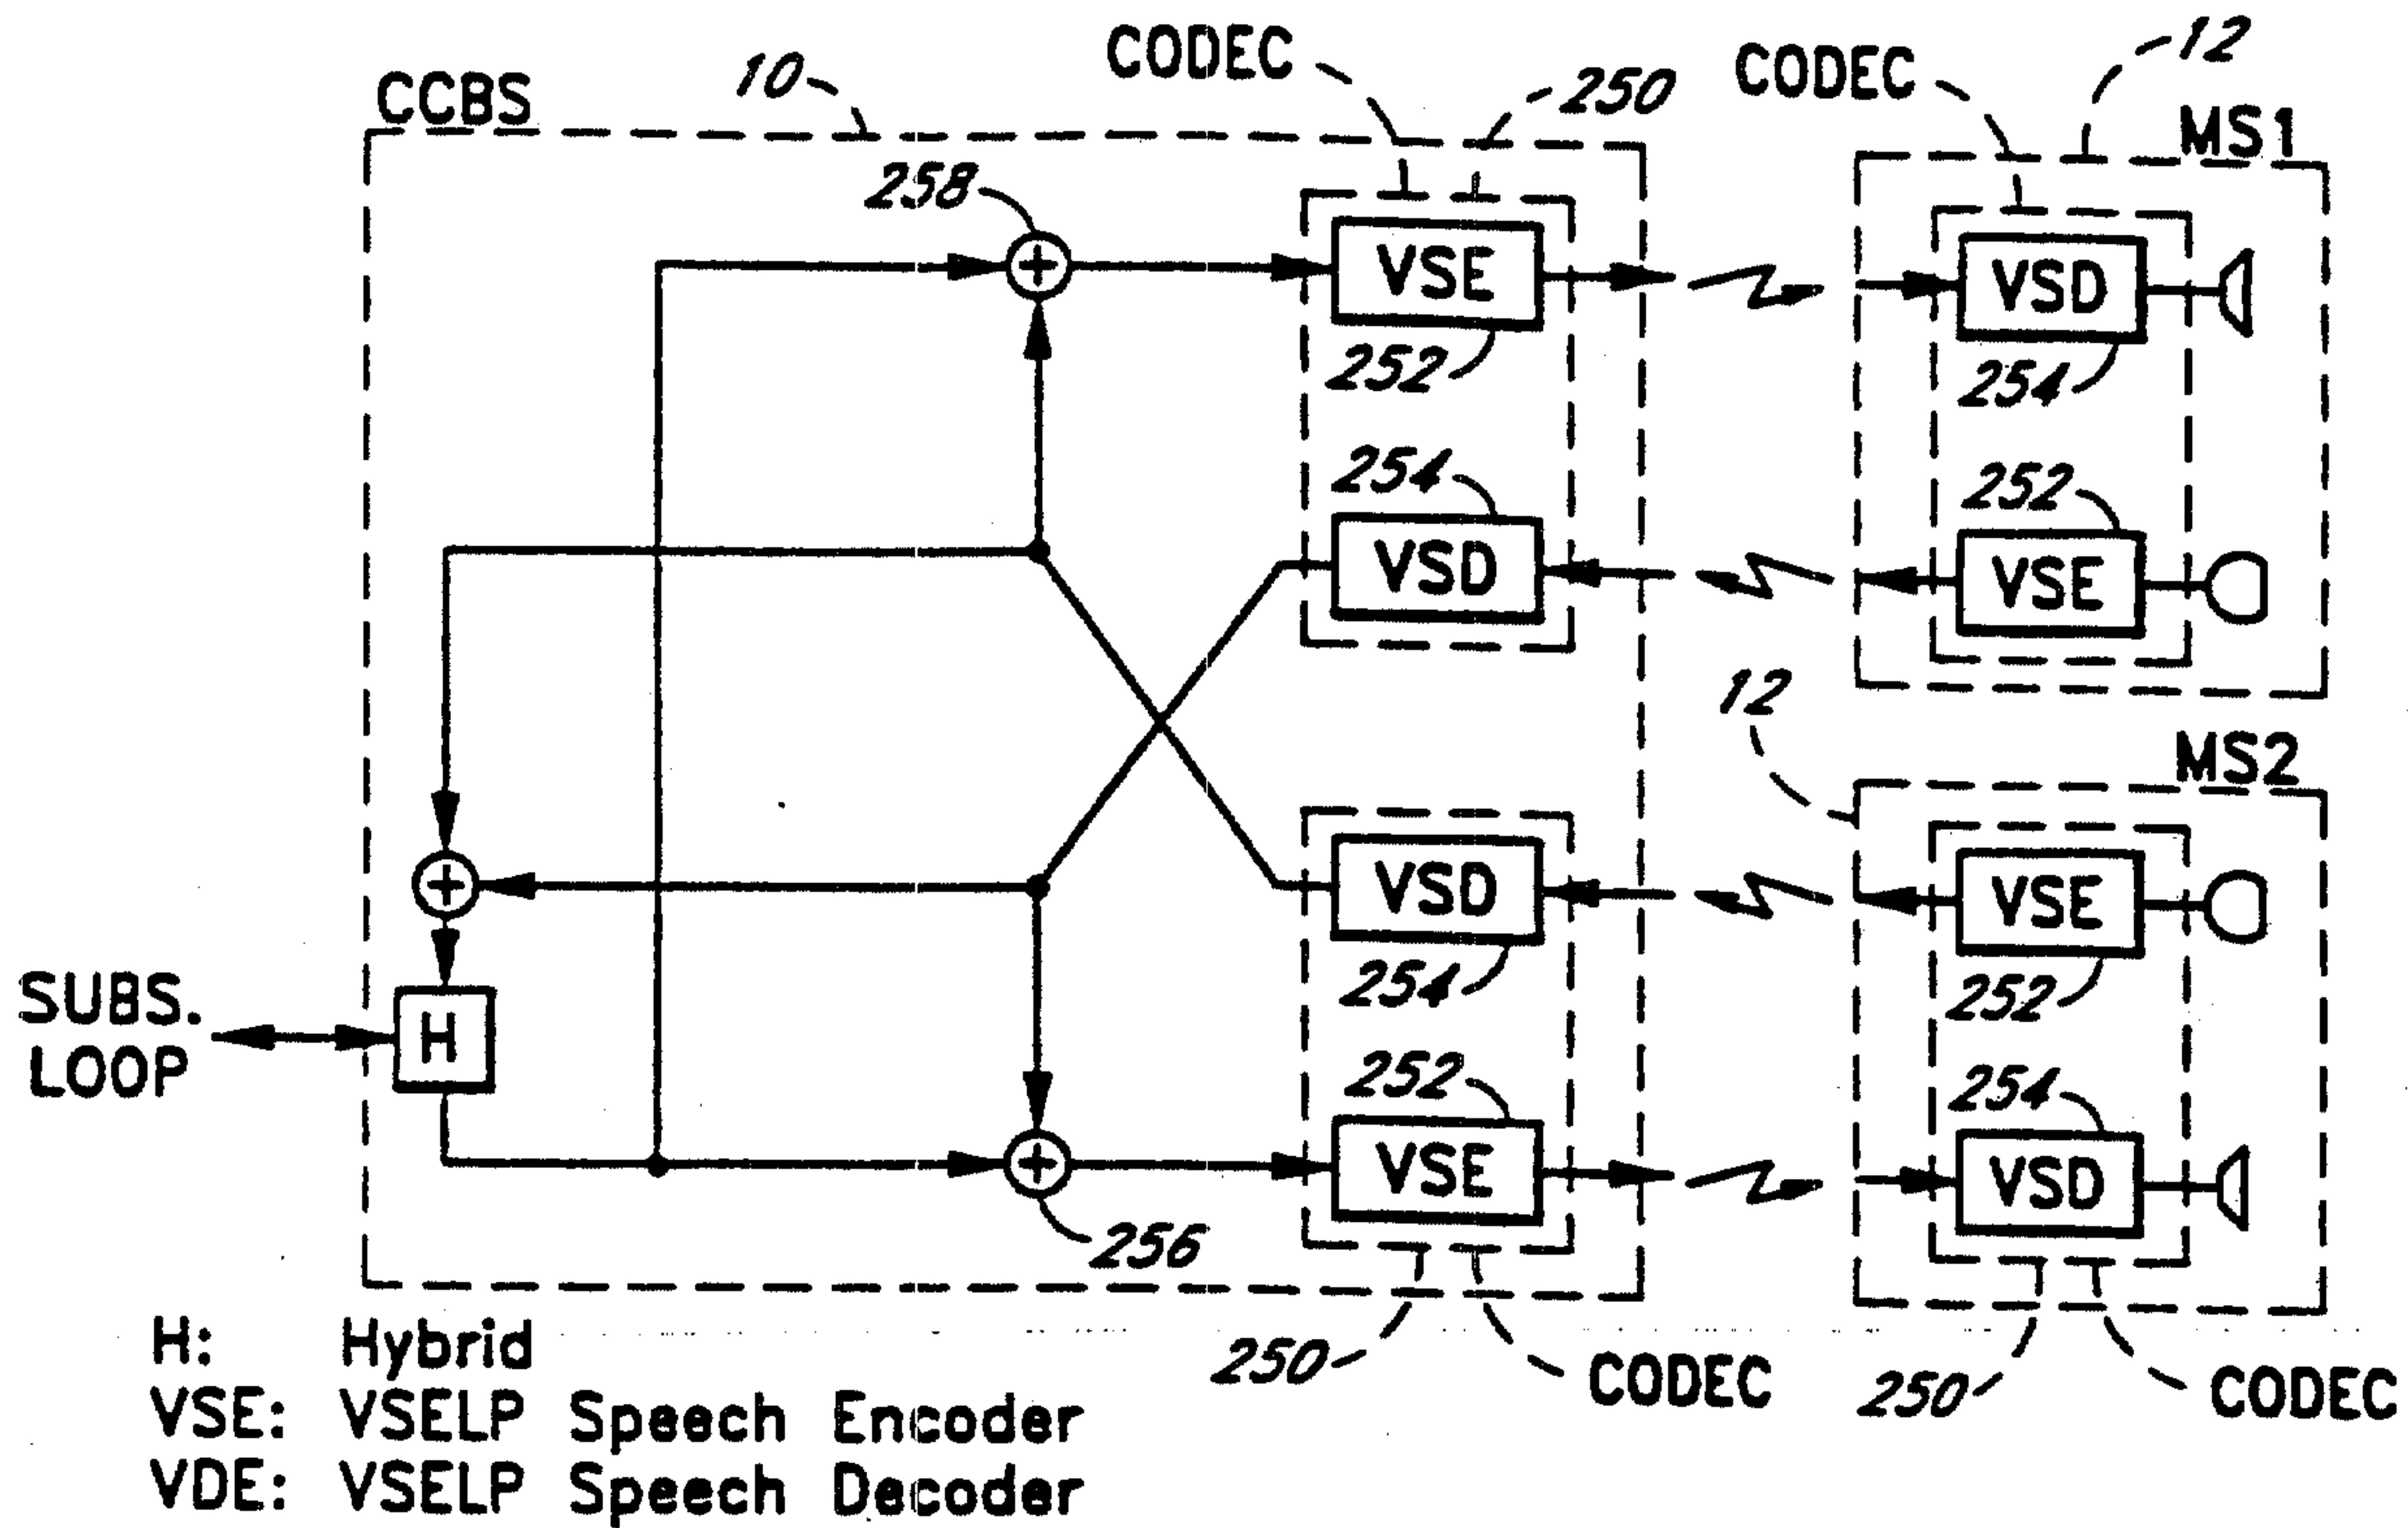 CODEC
12
10
250
CODEC
CCBS
MS1
258
VSE
VSD
252
254
254
252
VSD
VSE
12
MS2
VSD
VSE
254
252
SUBS.
LOOP
H
252
254
VSE
VSD
256
H: Hybrid
250
CODEC
250
CODEC
VSE: VSELP Speech Encoder
VDE: VSELP Speech Decoder